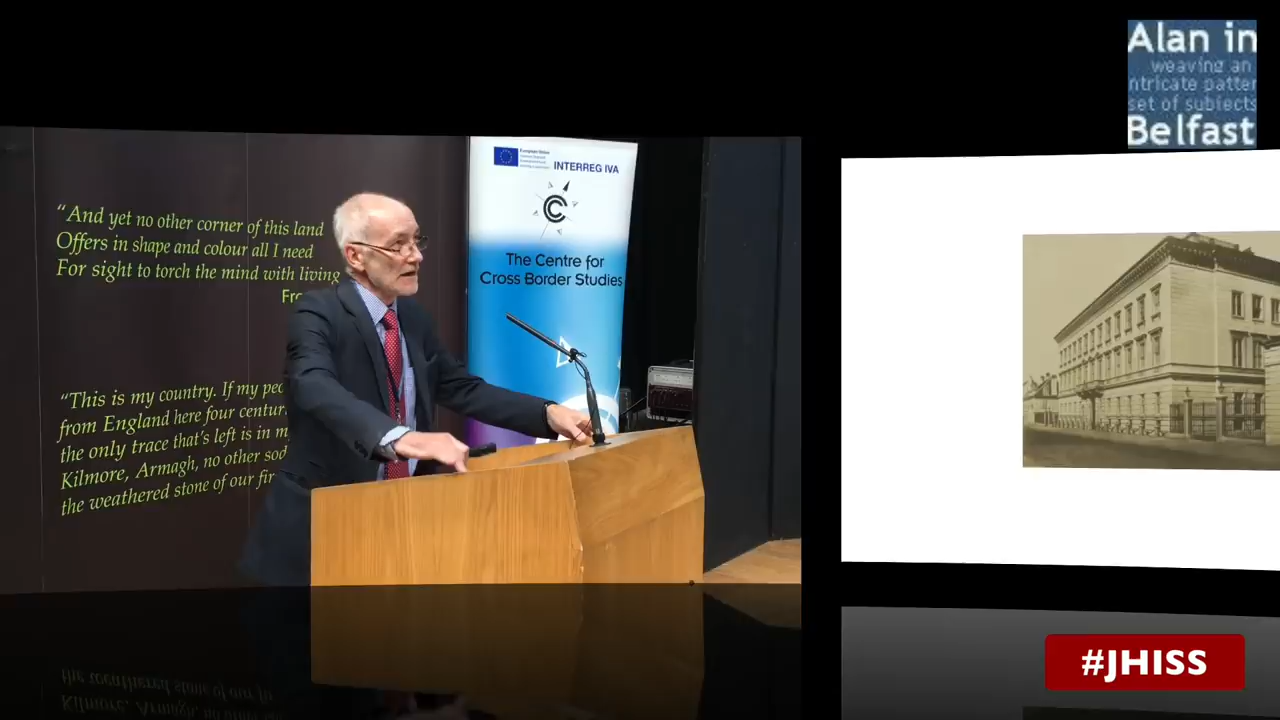 Alan in
weaving an
ntricate patter
set of subjects
Belfast
European Union
INTERREG IVA
The Centre for
Cross Border Studies
“And yet no other corner of this land
Offers in shape and colour all I need
For sight to torch the mind with living
Fro
“This is my country. If my peo
from England here four centur
the only trace that’s left is in m
Kilmore, Armagh, no other sod
the weathered stone of our fir
#JHISS